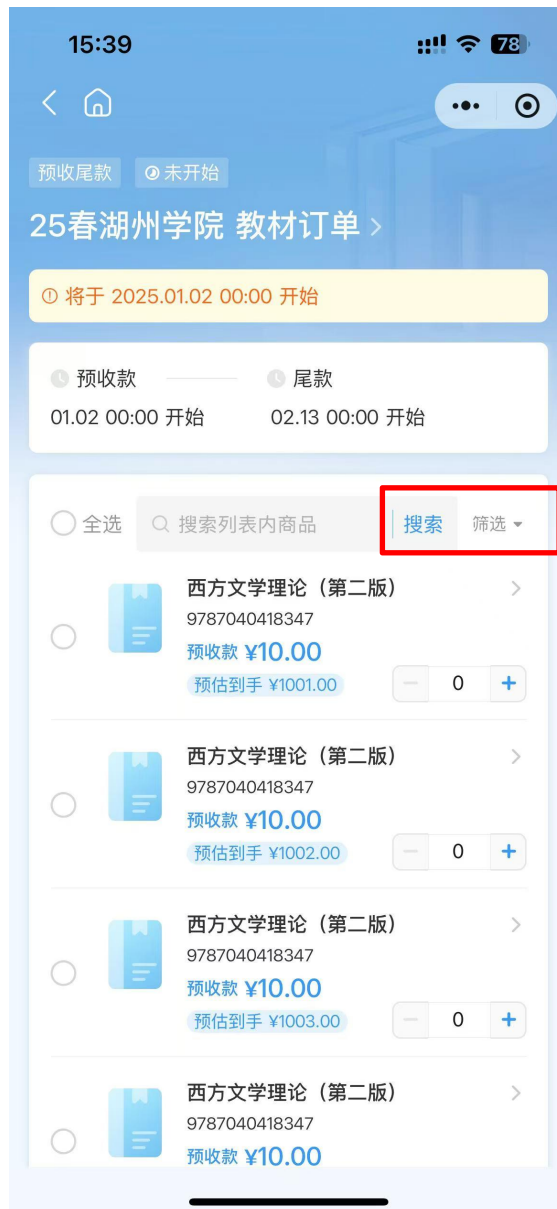 15:39
78
预收尾款 未开始
25春湖州学院 教材订单
将于 2025.01.02 00:00 开始
预收款 尾款
01.02 00:00 开始 02.13 00:00 开始
全选 搜索列表内商品 搜索 筛选
西方文学理论（第二版）
9787040418347
预收款 ¥10.00
预估到手 ¥1001.00 － 0 +
西方文学理论（第二版）
9787040418347
预收款 ¥10.00
预估到手 ¥1002.00 － 0 +
西方文学理论（第二版）
9787040418347
预收款 ¥10.00
预估到手 ¥1003.00 － 0 +
西方文学理论（第二版）
9787040418347
预收款 ¥10.00